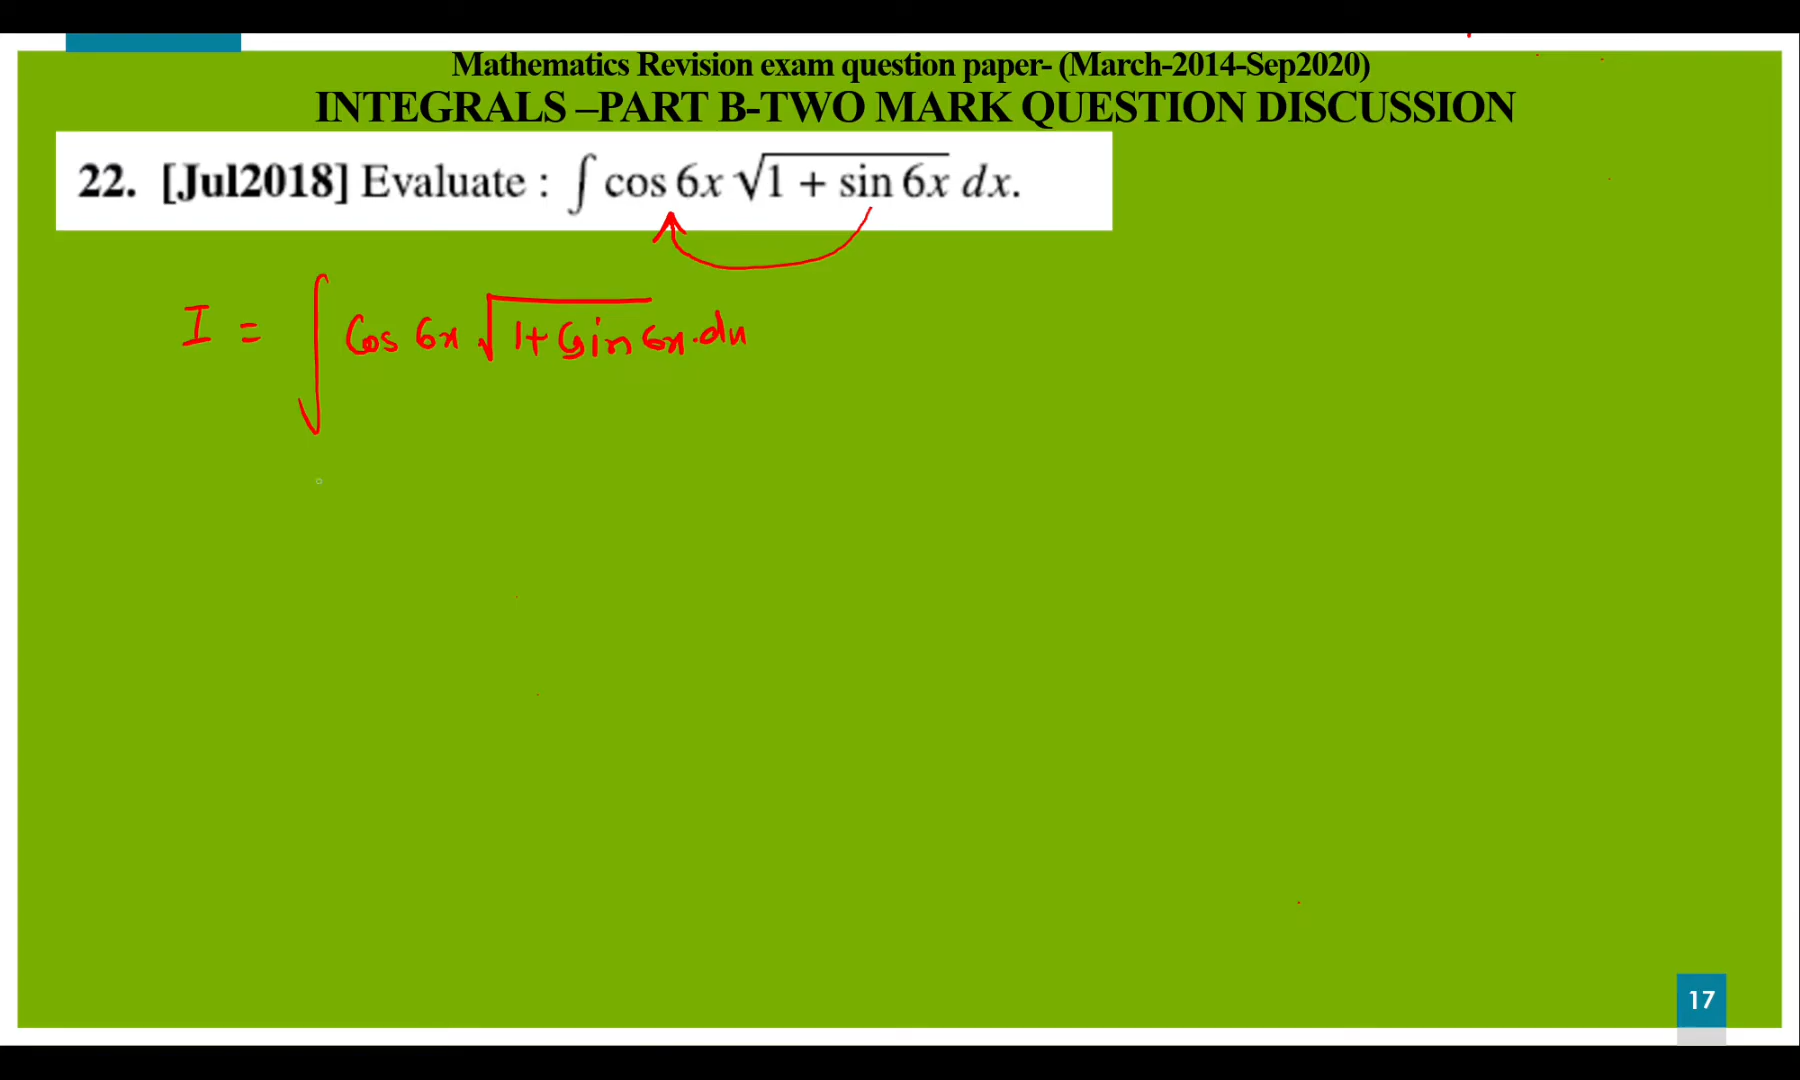 Mathematics Revision exam question paper- (March-2014-Sep2020)
INTEGRALS –PART B-TWO MARK QUESTION DISCUSSION
22. [Jul2018] Evaluate : ∫ cos 6x √1 + sin 6x dx.
I = ∫ Cos 6x √1+ Sin 6x . dx
17